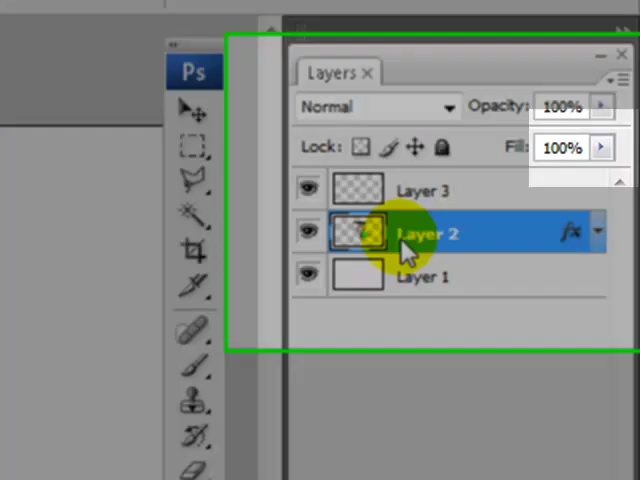 Ps
Layers ×
Normal Opacity: 100%
Lock: Fill: 100%
Layer 3
Layer 2 fx
Layer 1